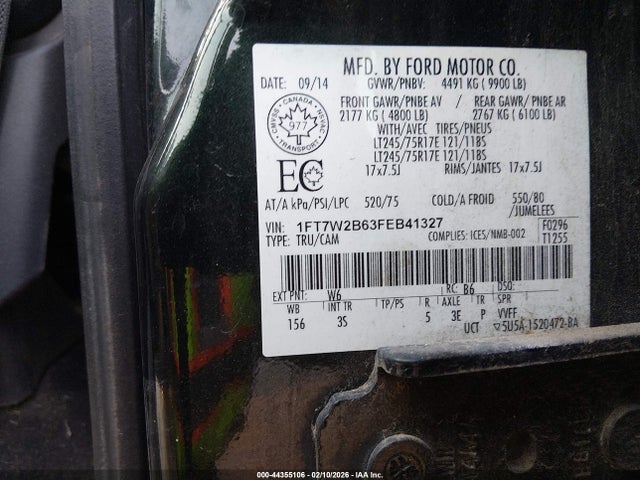 MFD. BY FORD MOTOR CO.
DATE: 09/14 GVWR/PNBV: 4491 KG ( 9900 LB)
FRONT GAWR/PNBE AV / REAR GAWR/ PNBE AR
2177 KG ( 4800 LB) 2767 KG ( 6100 LB)
WITH/AVEC TIRES/PNEUS
LT245/75R17E 121/118S
LT245/75R17E 121/118S
17x7.5J RIMS/JANTES 17x7.5J
CANADA
CMVSS NSVAC
977
TRANSPORT
EC
AT/A kPa/PSI/LPC 520/75 COLD/A FROID 550/80
/JUMELEES
VIN: 1FT7W2B63FEB41327 F0296
TYPE: TRU/CAM COMPLIES: ICES/NMB-002 T1255
EXT PNT: W6 RC: B6 DSO:
WB INT TR TP/PS R AXLE TR SPR
156 3S 5 3E P VVFF
UCT 5U5A-1520472-BA
000-44355106 - 02/10/2026 - IAA Inc.